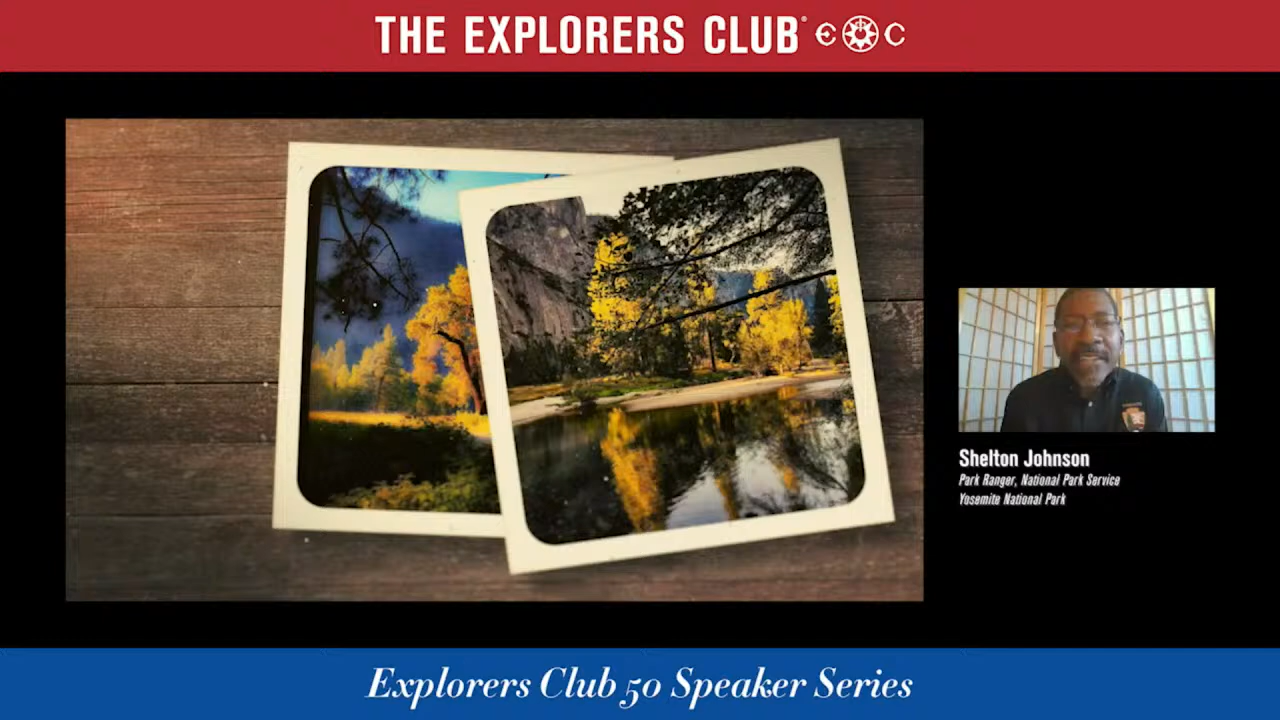 THE EXPLORERS CLUB® E C
Shelton Johnson
Park Ranger, National Park Service
Yosemite National Park
Explorers Club 50 Speaker Series